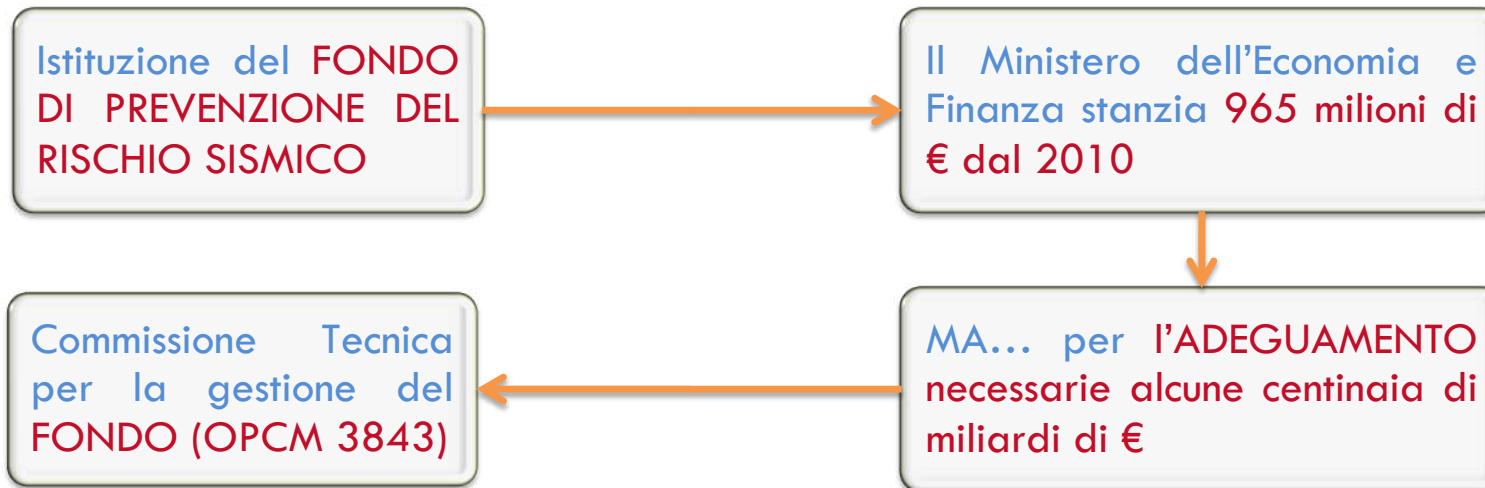 Istituzione del FONDO
DI PREVENZIONE DEL
RISCHIO SISMICO
Il Ministero dell'Economia e
Finanza stanzia 965 milioni di
€ dal 2010
MA... per l'ADEGUAMENTO
necessarie alcune centinaia di
miliardi di €
Commissione Tecnica
per la gestione del
FONDO (OPCM 3843)